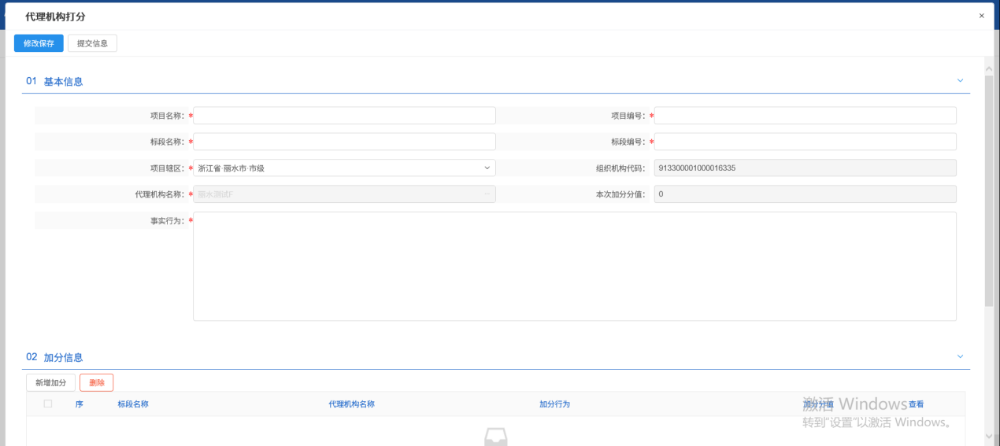 代理机构打分
×
修改保存 提交信息
01 基本信息
项目名称：* 项目编号：*
标段名称：* 标段编号：*
项目辖区：* 浙江省·丽水市·市级 组织机构代码： 913300001000016335
代理机构名称：* 丽水测试F 本次加分分值： 0
事实行为：*
02 加分信息
新增加分 删除
序 标段名称 代理机构名称 加分行为 加分分值 查看
激活 Windows
转到"设置"以激活 Windows。